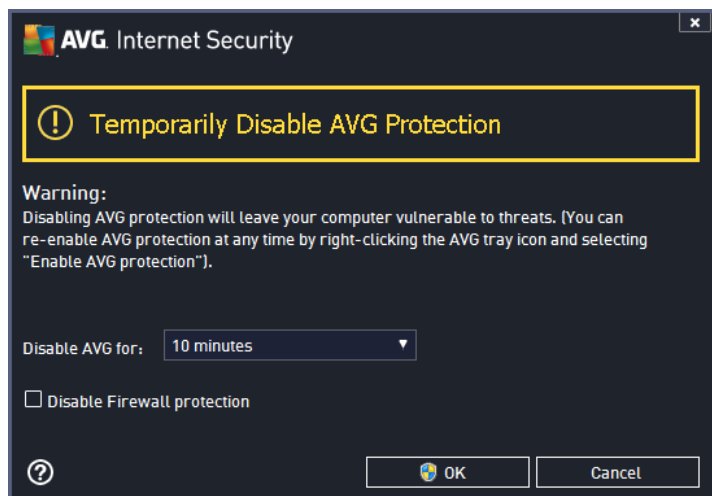 AVG. Internet Security
Temporarily Disable AVG Protection
Warning:
Disabling AVG protection will leave your computer vulnerable to threats. (You can
re-enable AVG protection at any time by right-clicking the AVG tray icon and selecting
"Enable AVG protection").
Disable AVG for: 10 minutes
Disable Firewall protection
OK Cancel